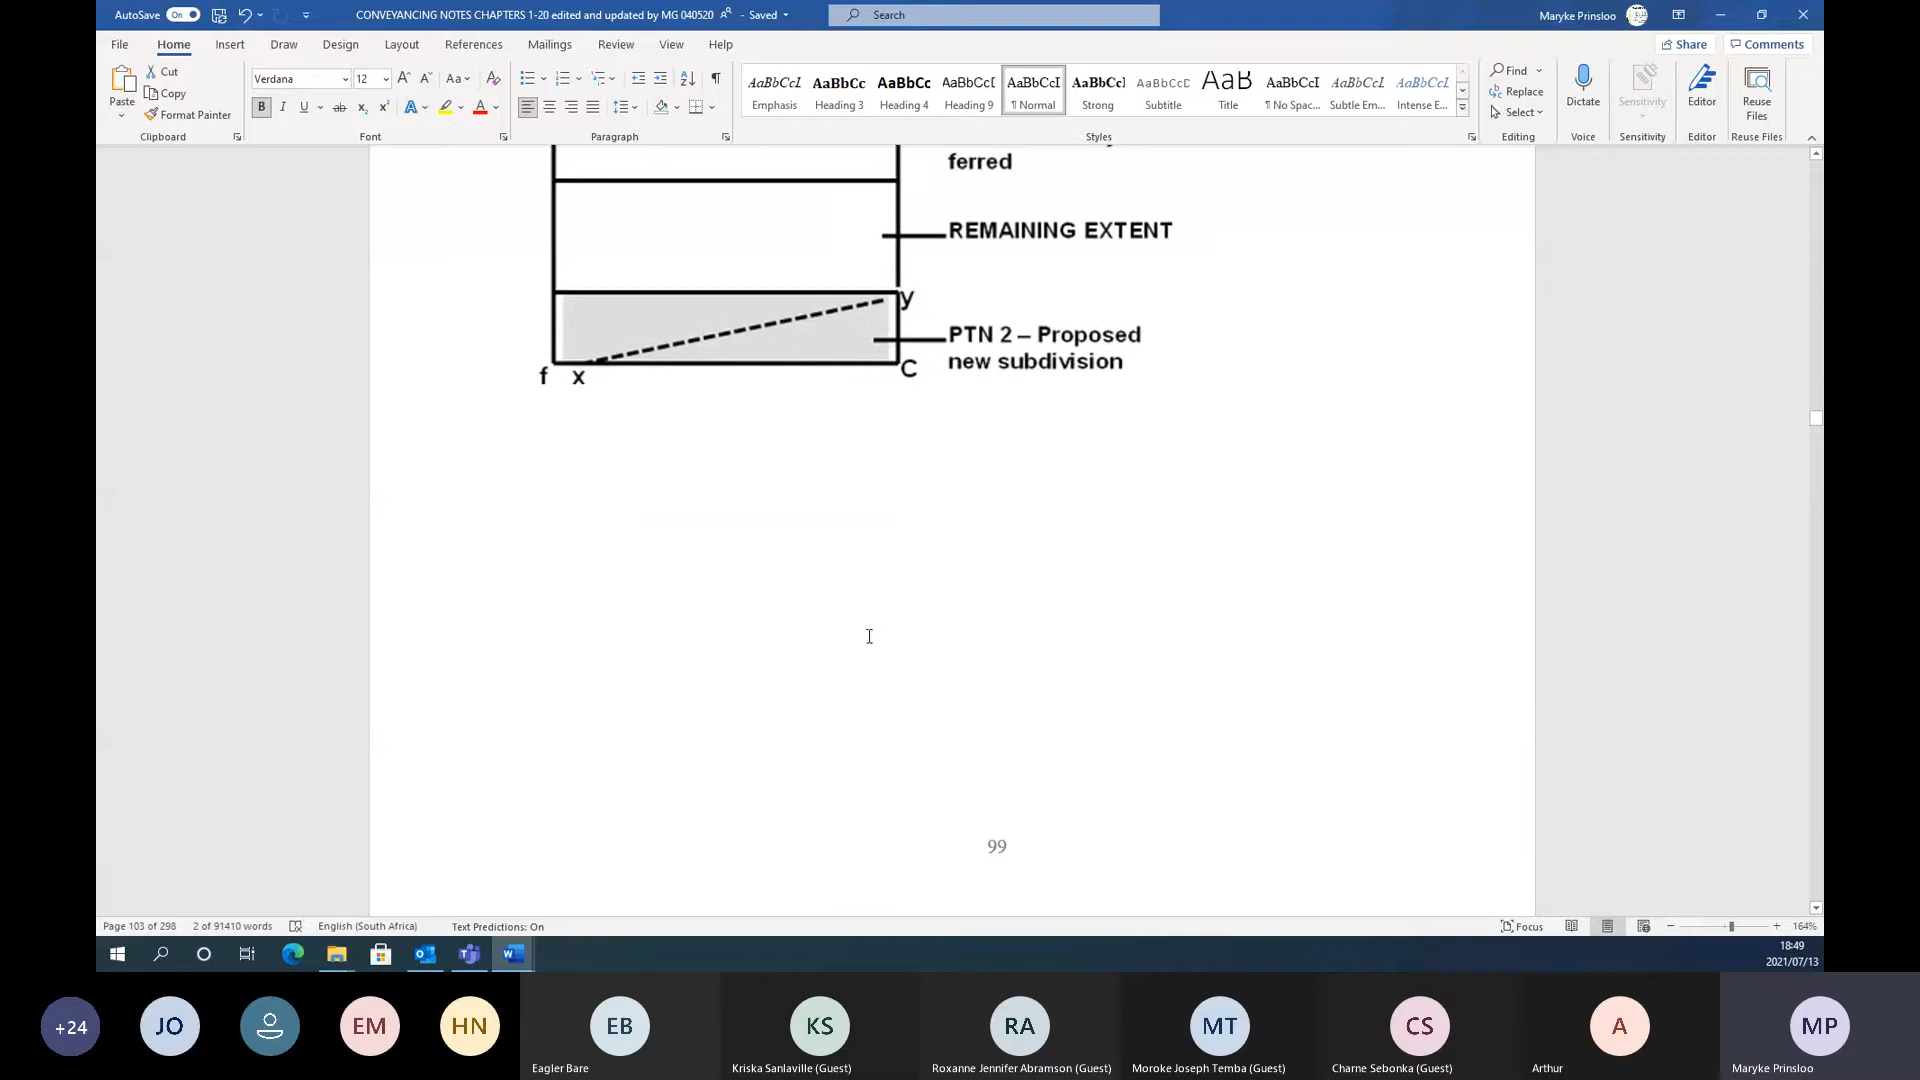 AutoSave On CONVEYANCING NOTES CHAPTERS 1-20 edited and updated by MG 040520 - Saved Search Maryke Prinsloo
File Home Insert Draw Design Layout References Mailings Review View Help Share Comments
Paste Cut Copy Format Painter
Verdana 12
AaBbCcI AaBbCc AaBbCc AaBbCcI AaBbCcI AaBbCcI AaBbCcD AaB AaBbCcI AaBbCcI AaBbCcI
Emphasis Heading 3 Heading 4 Heading 9 ¶ Normal Strong Subtitle Title ¶ No Spac... Subtle Em... Intense E...
Find Replace Select
Dictate Sensitivity Editor Reuse Files
Clipboard Font Paragraph Styles Editing Voice Sensitivity Editor Reuse Files
ferred
REMAINING EXTENT
y
PTN 2 – Proposed
new subdivision
f x C
99
Page 103 of 298 2 of 91410 words English (South Africa) Text Predictions: On Focus 164%
18:49
2021/07/13
+24 JO EM HN EB KS RA MT CS A MP
Eagler Bare Kriska Sanlaville (Guest) Roxanne Jennifer Abramson (Guest) Moroke Joseph Temba (Guest) Charne Sebonka (Guest) Arthur Maryke Prinsloo